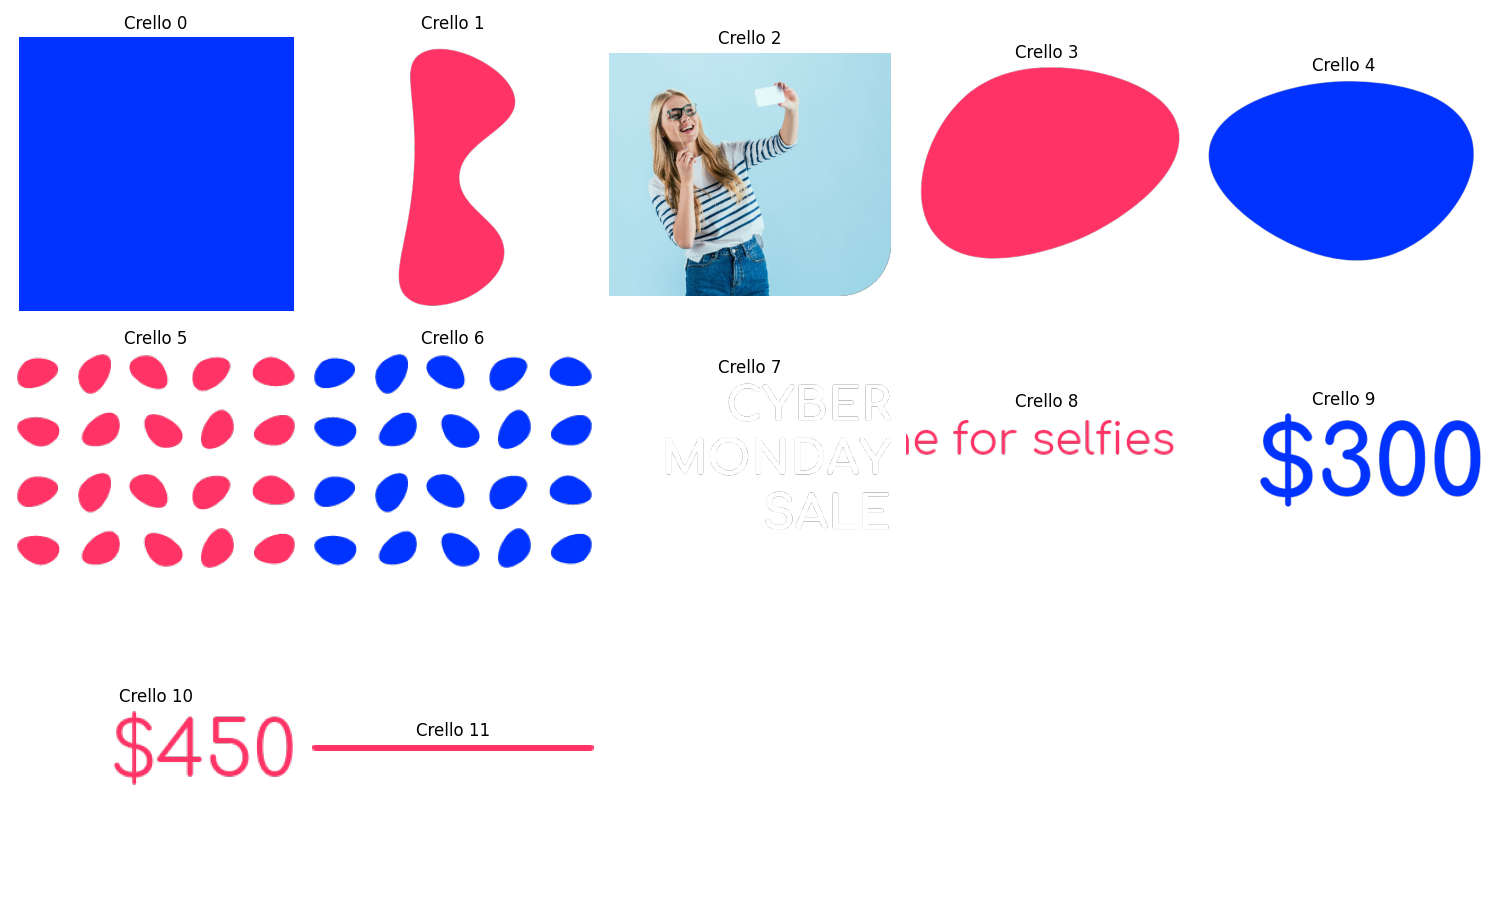 Crello 0
Crello 1
Crello 2
Crello 3
Crello 4
Crello 5
Crello 6
Crello 7
CYBER
MONDAY
SALE
Crello 8
for selfies
Crello 9
$300
Crello 10
$450
Crello 11